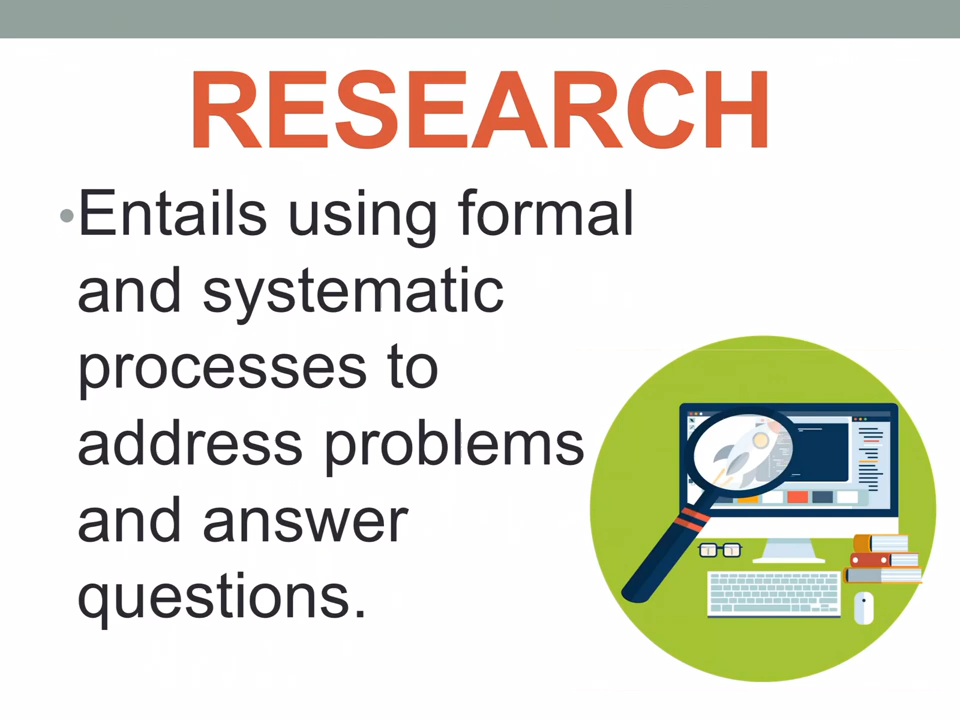 RESEARCH
•Entails using formal
and systematic
processes to
address problems
and answer
questions.